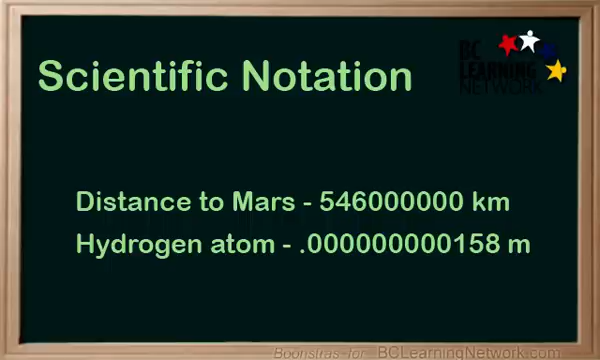 Scientific Notation
BC
LEARNING
NETWORK
Distance to Mars - 546000000 km
Hydrogen atom - .000000000158 m
Boonstras -for- BCLearningNetwork.com